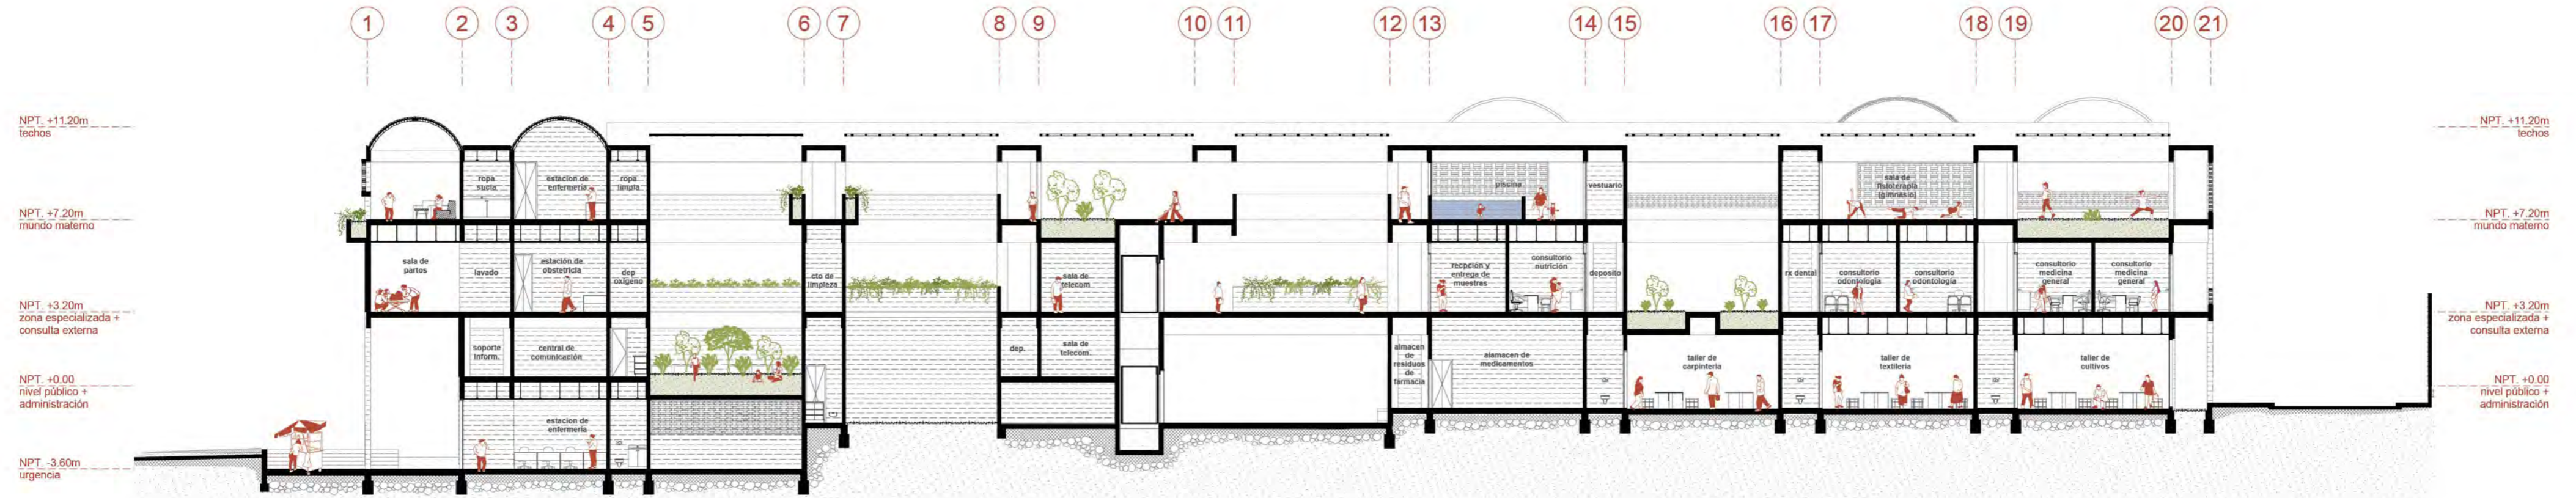 1 2 3 4 5 6 7 8 9 10 11 12 13 14 15 16 17 18 19 20 21
NPT. +11.20m
techos
NPT. +11.20m
techos
ropa
sucia
estacion de
enfermeria
ropa
limpia
piscina
vestuario
sala de
fisioterapia
(gimnasio)
NPT. +7.20m
mundo materno
NPT. +7.20m
mundo materno
sala de
partos
lavado
estación de
obstetricia
dep
oxigeno
cto de
limpieza
sala de
telecom
recpcion y
entrega de
muestras
consultorio
nutrición
deposito
rx dental
consultorio
odontologia
consultorio
odontologia
consultorio
medicina
general
consultorio
medicina
general
NPT. +3.20m
zona especializada +
consulta externa
NPT. +3.20m
zona especializada +
consulta externa
soporte
inform.
central de
comunicación
dep.
sala de
telecom.
almacen
de
residuos
de
farmacia
alamacen de
medicamentos
taller de
carpinteria
taller de
textileria
taller de
cultivos
NPT. +0.00
nivel público +
administración
NPT. +0.00
nivel público +
administración
estacion de
enfermeria
NPT. -3.60m
urgencia